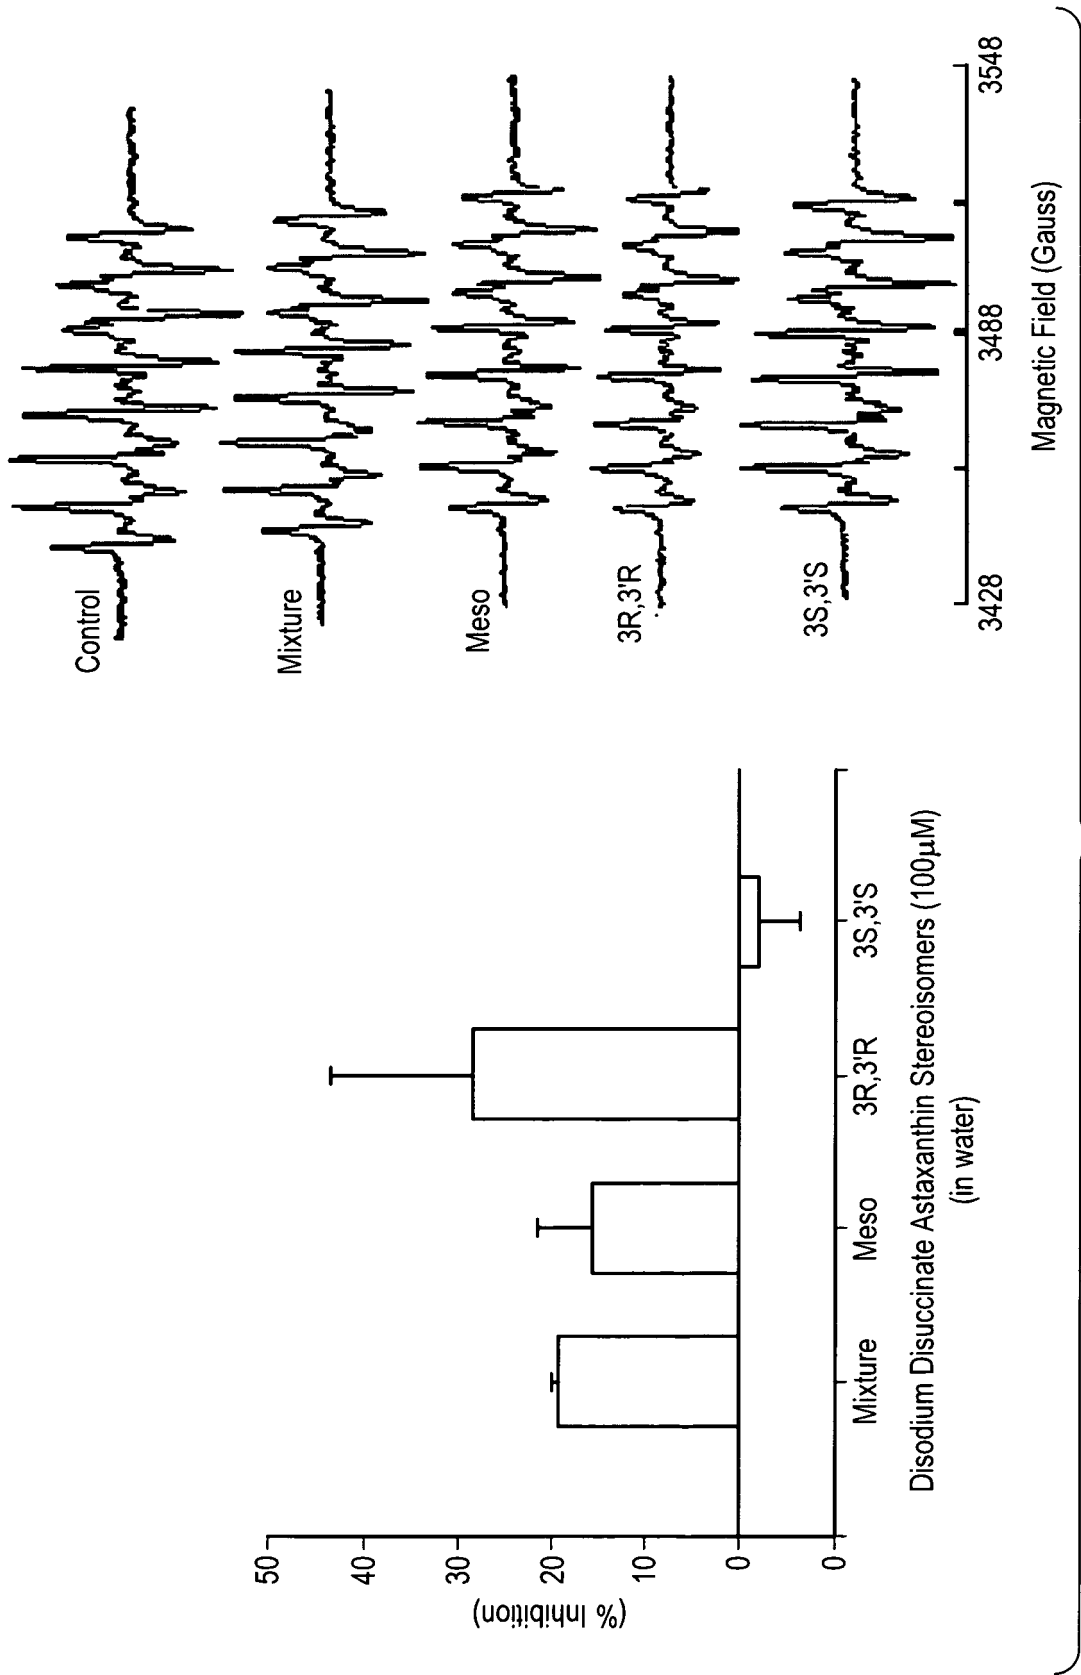 50
40
30
20
10
0
0
(% Inhibition)
Mixture
Meso
3R,3'R
3S,3'S
Disodium Disuccinate Astaxanthin Stereoisomers (100µM)
(in water)
Control
Mixture
Meso
3R,3'R
3S,3'S
3428
3488
3548
Magnetic Field (Gauss)